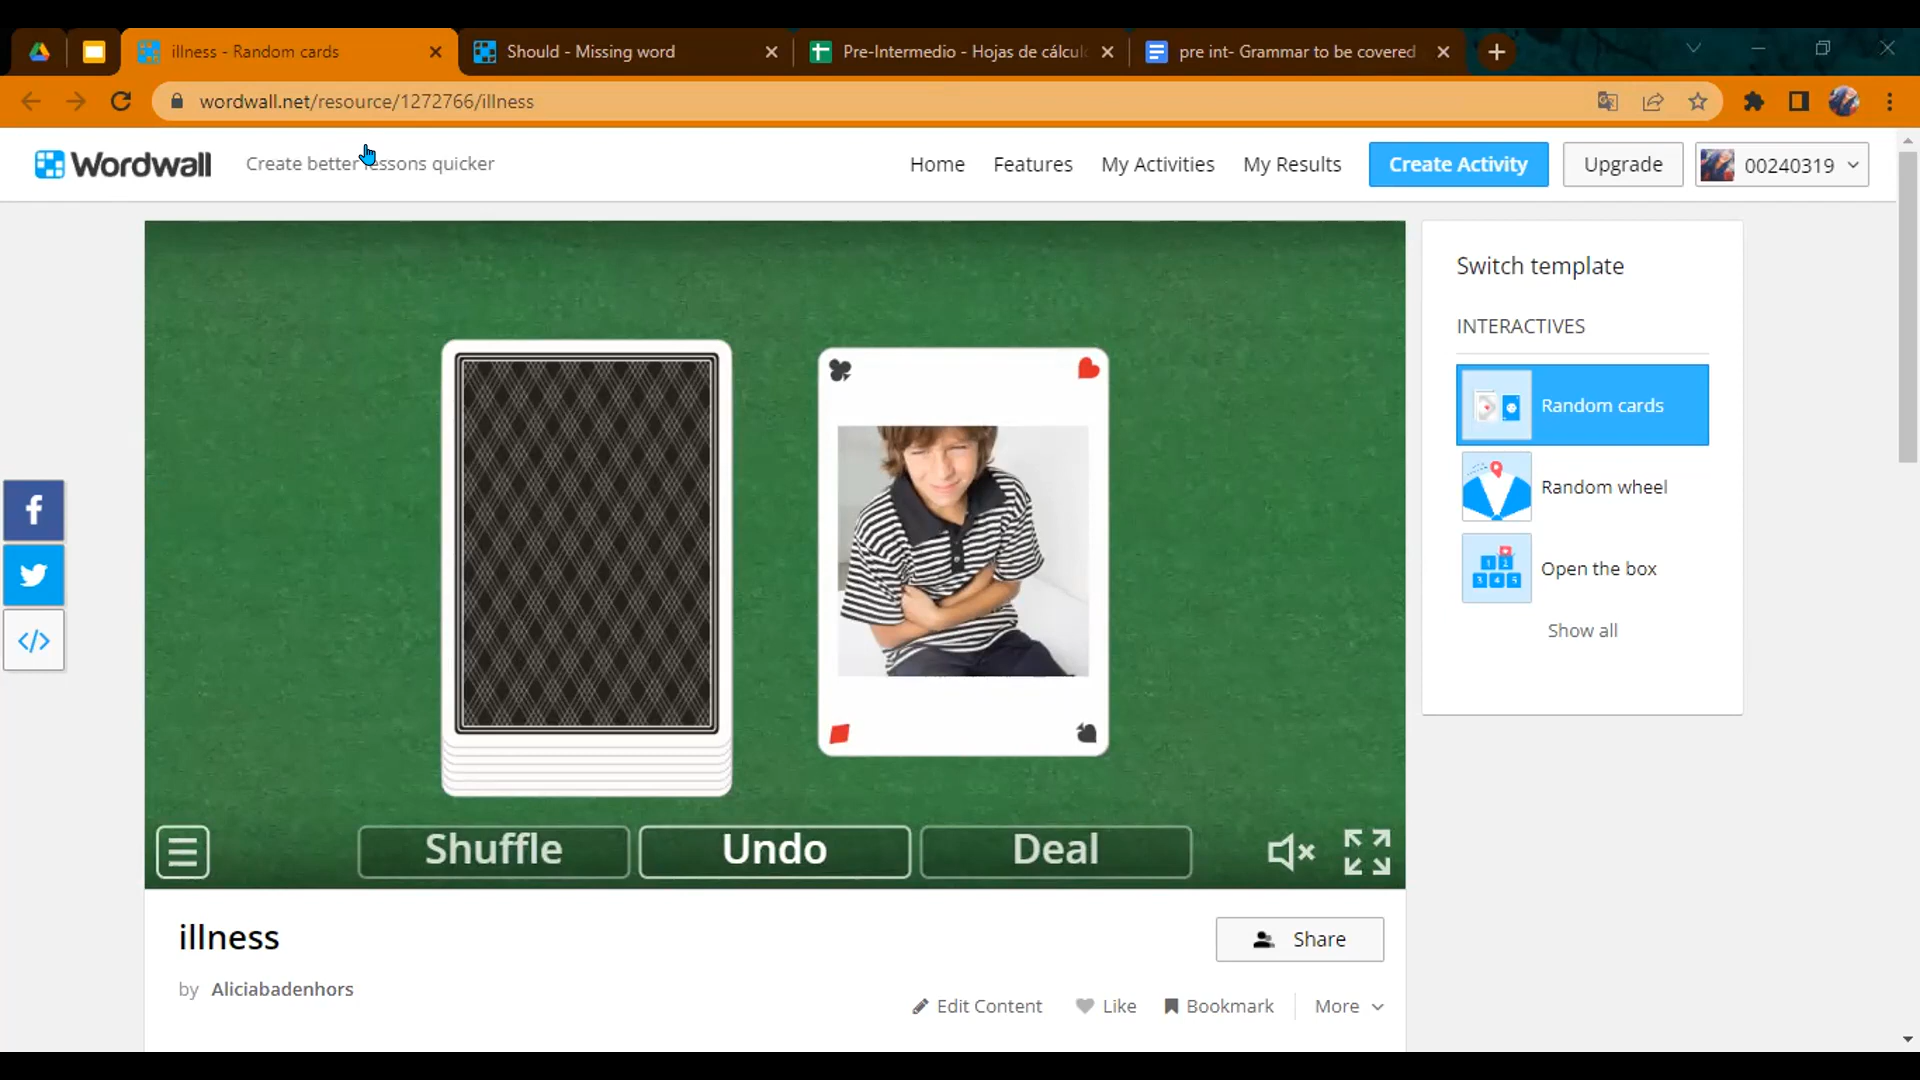 illness - Random cards
Should - Missing word
Pre-Intermedio - Hojas de cálcul
pre int- Grammar to be covered
wordwall.net/resource/1272766/illness
Wordwall
Create better lessons quicker
Home
Features
My Activities
My Results
Create Activity
Upgrade
00240319
Switch template
INTERACTIVES
Random cards
Random wheel
Open the box
Show all
Shuffle
Undo
Deal
illness
Share
by Aliciabadenhors
Edit Content
Like
Bookmark
More